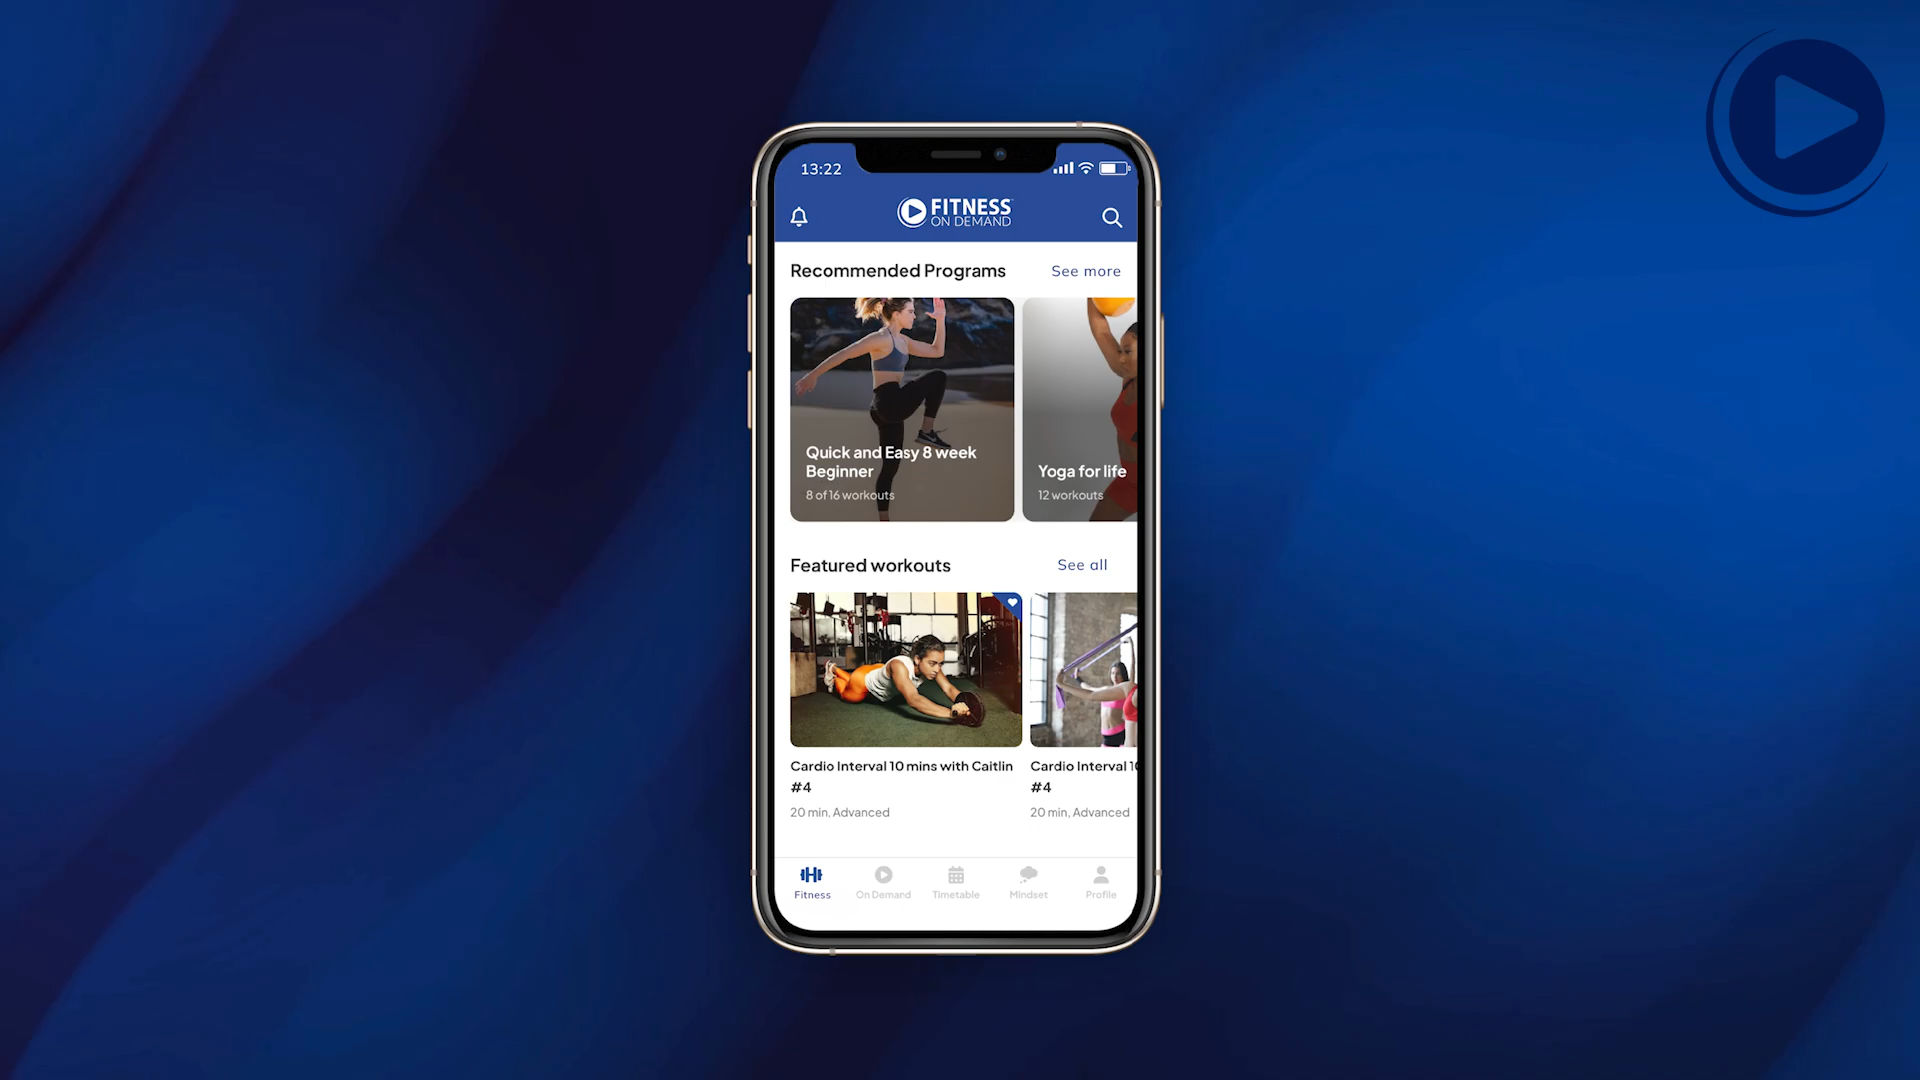 13:22
FITNESS
ON DEMAND
Recommended Programs
See more
Quick and Easy 8 week
Beginner
8 of 16 workouts
Yoga for life
12 workouts
Featured workouts
See all
Cardio Interval 10 mins with Caitlin
#4
20 min, Advanced
Cardio Interval 10
#4
20 min, Advanced
Fitness
On Demand
Timetable
Mindset
Profile